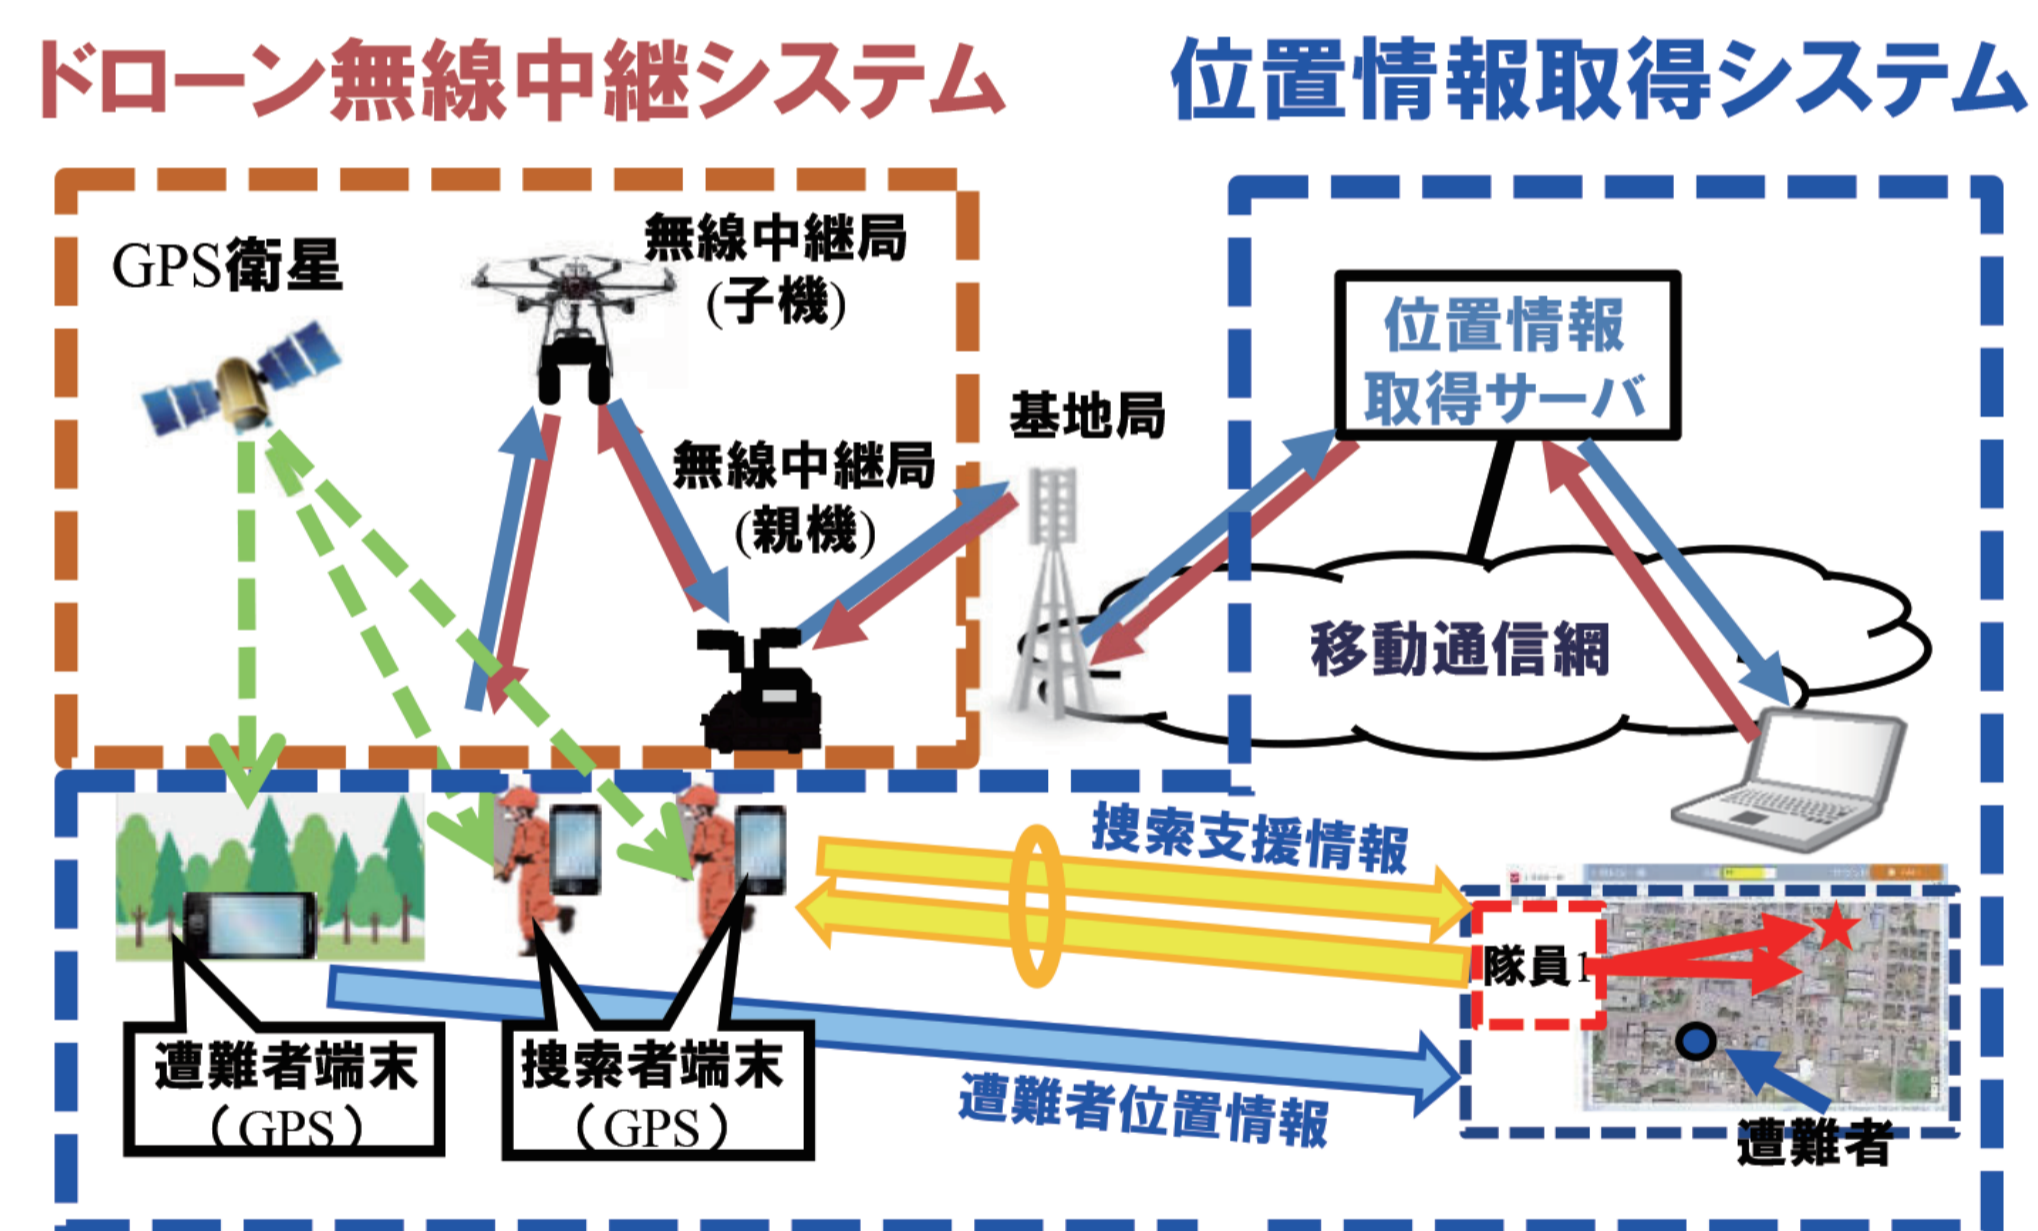 ドローン無線中継システム
位置情報取得システム
GPS衛星
無線中継局
(子機)
無線中継局
(親機)
基地局
位置情報
取得サーバ
移動通信網
捜索支援情報
隊員1
遭難者端末
（GPS）
捜索者端末
（GPS）
遭難者位置情報
遭難者